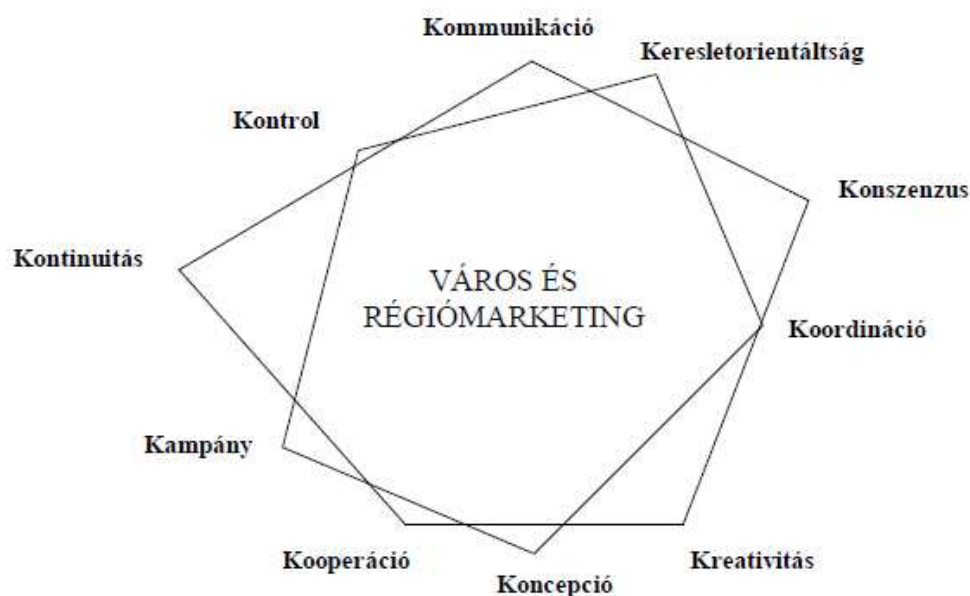 Kommunikáció
Keresletorientáltság
Kontrol
Konszenzus
Kontinuitás
VÁROS ÉS
RÉGIÓMARKETING
Koordináció
Kampány
Kooperáció
Koncepció
Kreativitás